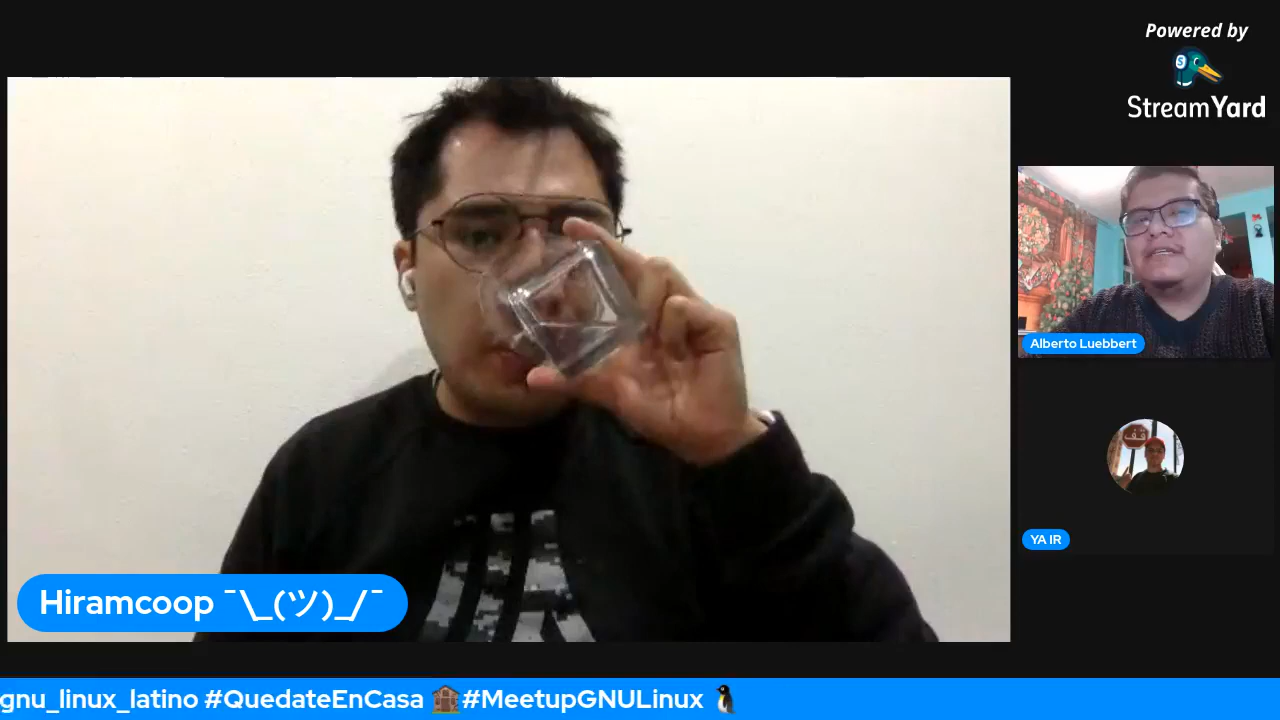 Powered by
StreamYard
Alberto Luebbert
YA IR
Hiramcoop ¯\_(ツ)_/¯
gnu_linux_latino #QuedateEnCasa 🏚#MeetupGNULinux 🐧